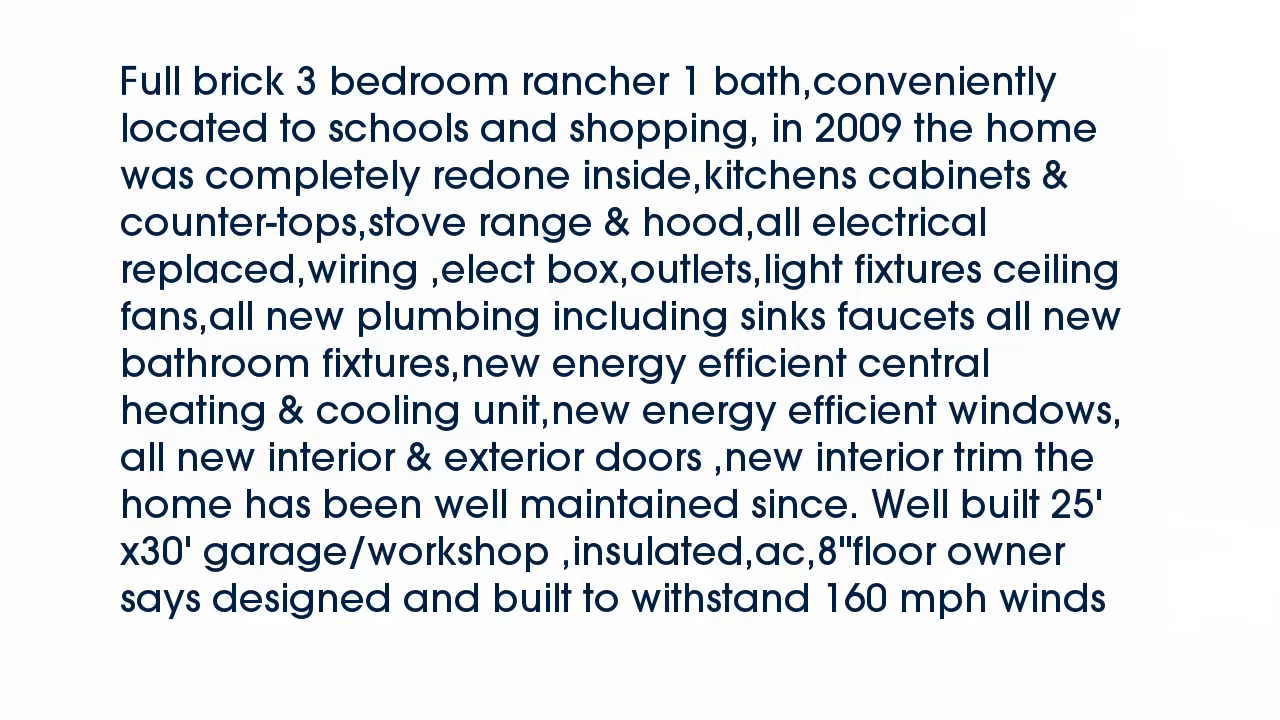 Full brick 3 bedroom rancher 1 bath,conveniently
located to schools and shopping, in 2009 the home
was completely redone inside,kitchens cabinets &
counter-tops,stove range & hood,all electrical
replaced,wiring ,elect box,outlets,light fixtures ceiling
fans,all new plumbing including sinks faucets all new
bathroom fixtures,new energy efficient central
heating & cooling unit,new energy efficient windows,
all new interior & exterior doors ,new interior trim the
home has been well maintained since. Well built 25'
x30' garage/workshop ,insulated,ac,8"floor owner
says designed and built to withstand 160 mph winds